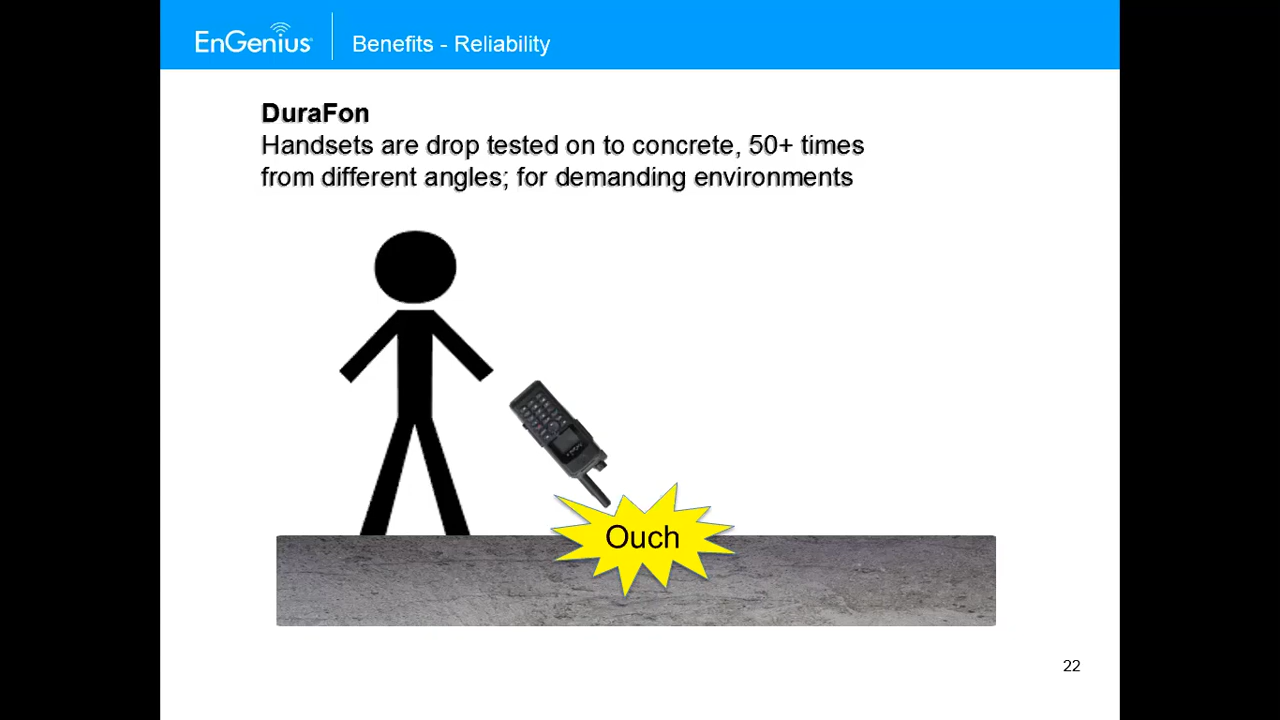 EnGenius
Benefits - Reliability
DuraFon
Handsets are drop tested on to concrete, 50+ times
from different angles; for demanding environments
Ouch
22